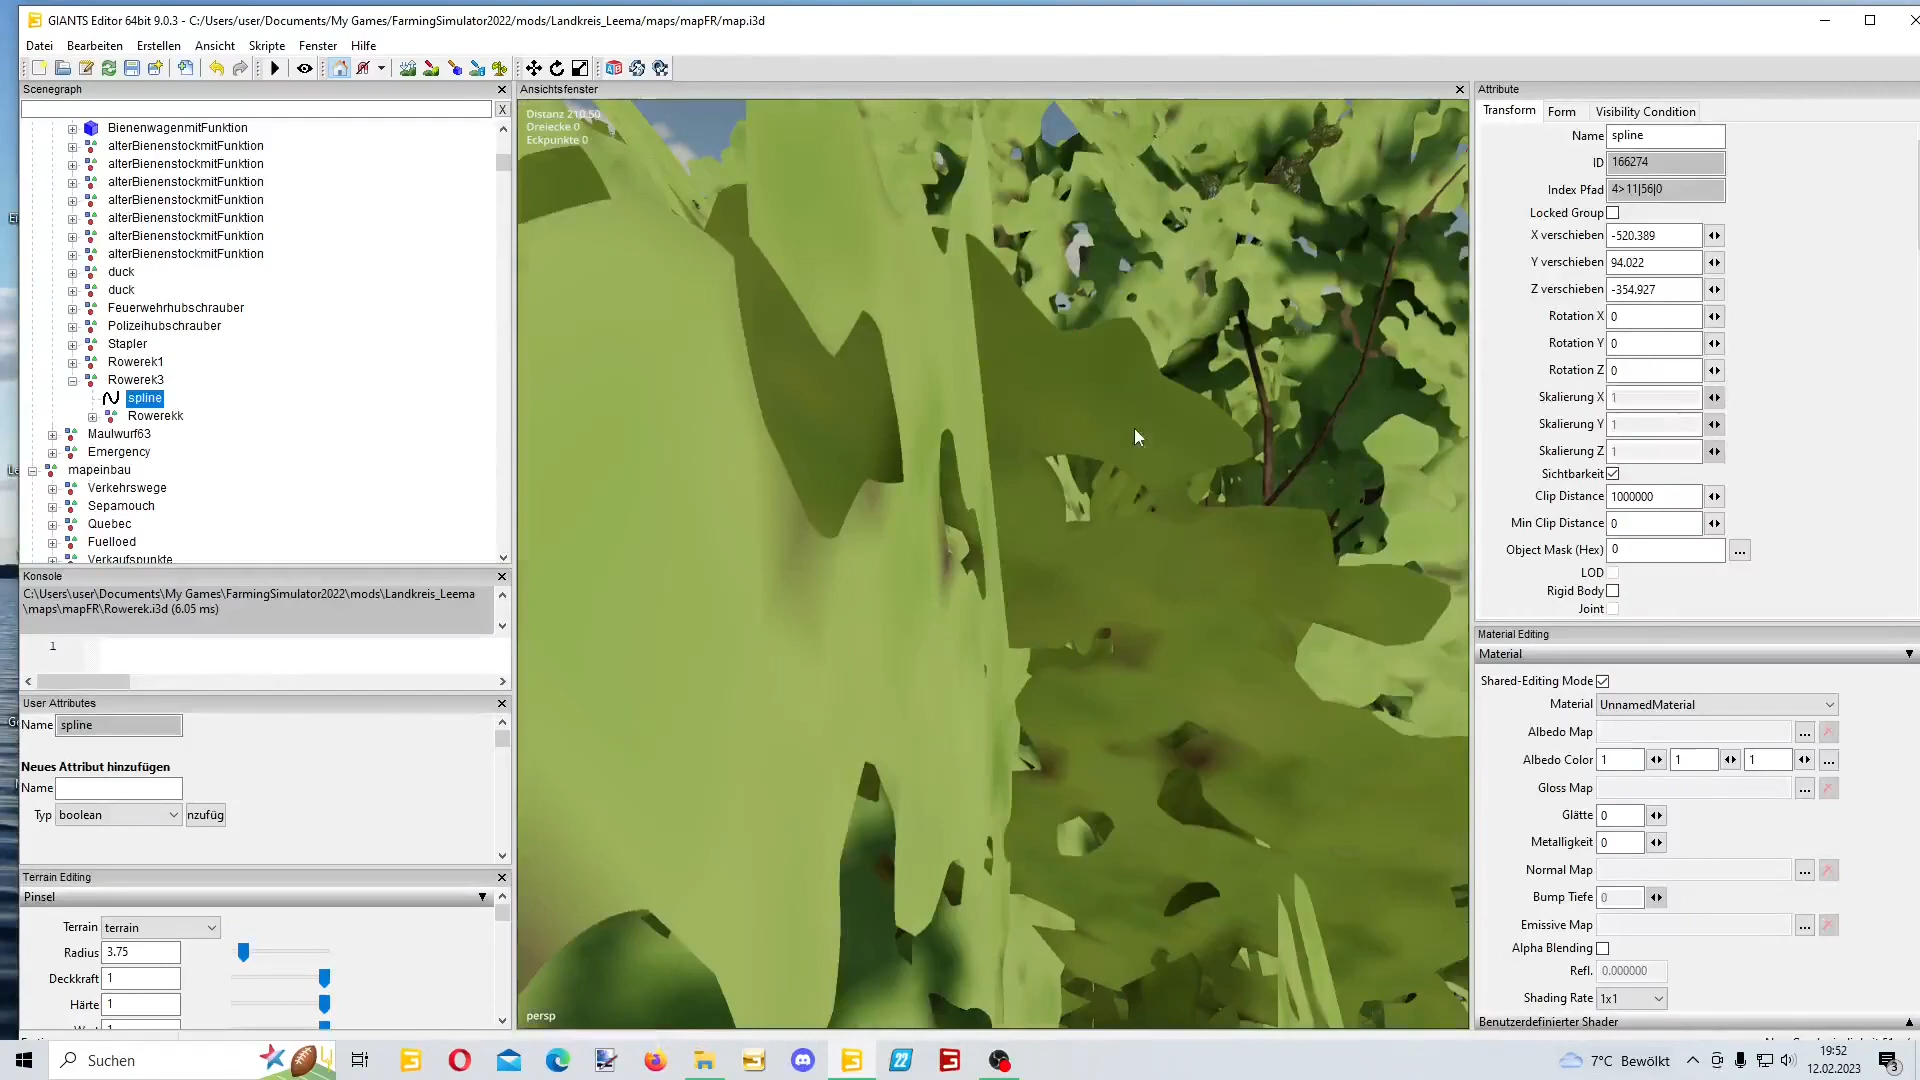 GIANTS Editor 64bit 9.0.3 - C:/Users/user/Documents/My Games/FarmingSimulator2022/mods/Landkreis_Leema/maps/mapFR/map.i3d
Datei Bearbeiten Erstellen Ansicht Skripte Fenster Hilfe
Scenegraph
X
BienenwagenmitFunktion
alterBienenstockmitFunktion
alterBienenstockmitFunktion
alterBienenstockmitFunktion
alterBienenstockmitFunktion
alterBienenstockmitFunktion
alterBienenstockmitFunktion
alterBienenstockmitFunktion
duck
duck
Feuerwehrhubschrauber
Polizeihubschrauber
Stapler
Rowerek1
Rowerek3
spline
Rowerekk
Maulwurf63
Emergency
mapeinbau
Verkehrswege
Sepamouch
Quebec
Fuelloed
Verkaufspunkte
Konsole
C:\Users\user\Documents\My Games\FarmingSimulator2022\mods\Landkreis_Leema
\maps\mapFR\Rowerek.i3d (6.05 ms)
1
User Attributes
Name spline
Neues Attribut hinzufügen
Name
Typ boolean nzufüg
Terrain Editing
Pinsel
Terrain terrain
Radius 3.75
Deckkraft 1
Härte 1
Ansichtsfenster
Distanz 210.50
Dreiecke 0
Eckpunkte 0
persp
Attribute
Transform Form Visibility Condition
Name spline
ID 166274
Index Pfad 4>11|56|0
Locked Group
X verschieben -520.389
Y verschieben 94.022
Z verschieben -354.927
Rotation X 0
Rotation Y 0
Rotation Z 0
Skalierung X 1
Skalierung Y 1
Skalierung Z 1
Sichtbarkeit
Clip Distance 1000000
Min Clip Distance 0
Object Mask (Hex) 0 ...
LOD
Rigid Body
Joint
Material Editing
Material
Shared-Editing Mode
Material UnnamedMaterial
Albedo Map ...
Albedo Color 1 1 1 ...
Gloss Map ...
Glätte 0
Metalligkeit 0
Normal Map ...
Bump Tiefe 0
Emissive Map ...
Alpha Blending
Refl. 0.000000
Shading Rate 1x1
Benutzerdefinierter Shader
Suchen
22
7°C Bewölkt
19:52
12.02.2023
3